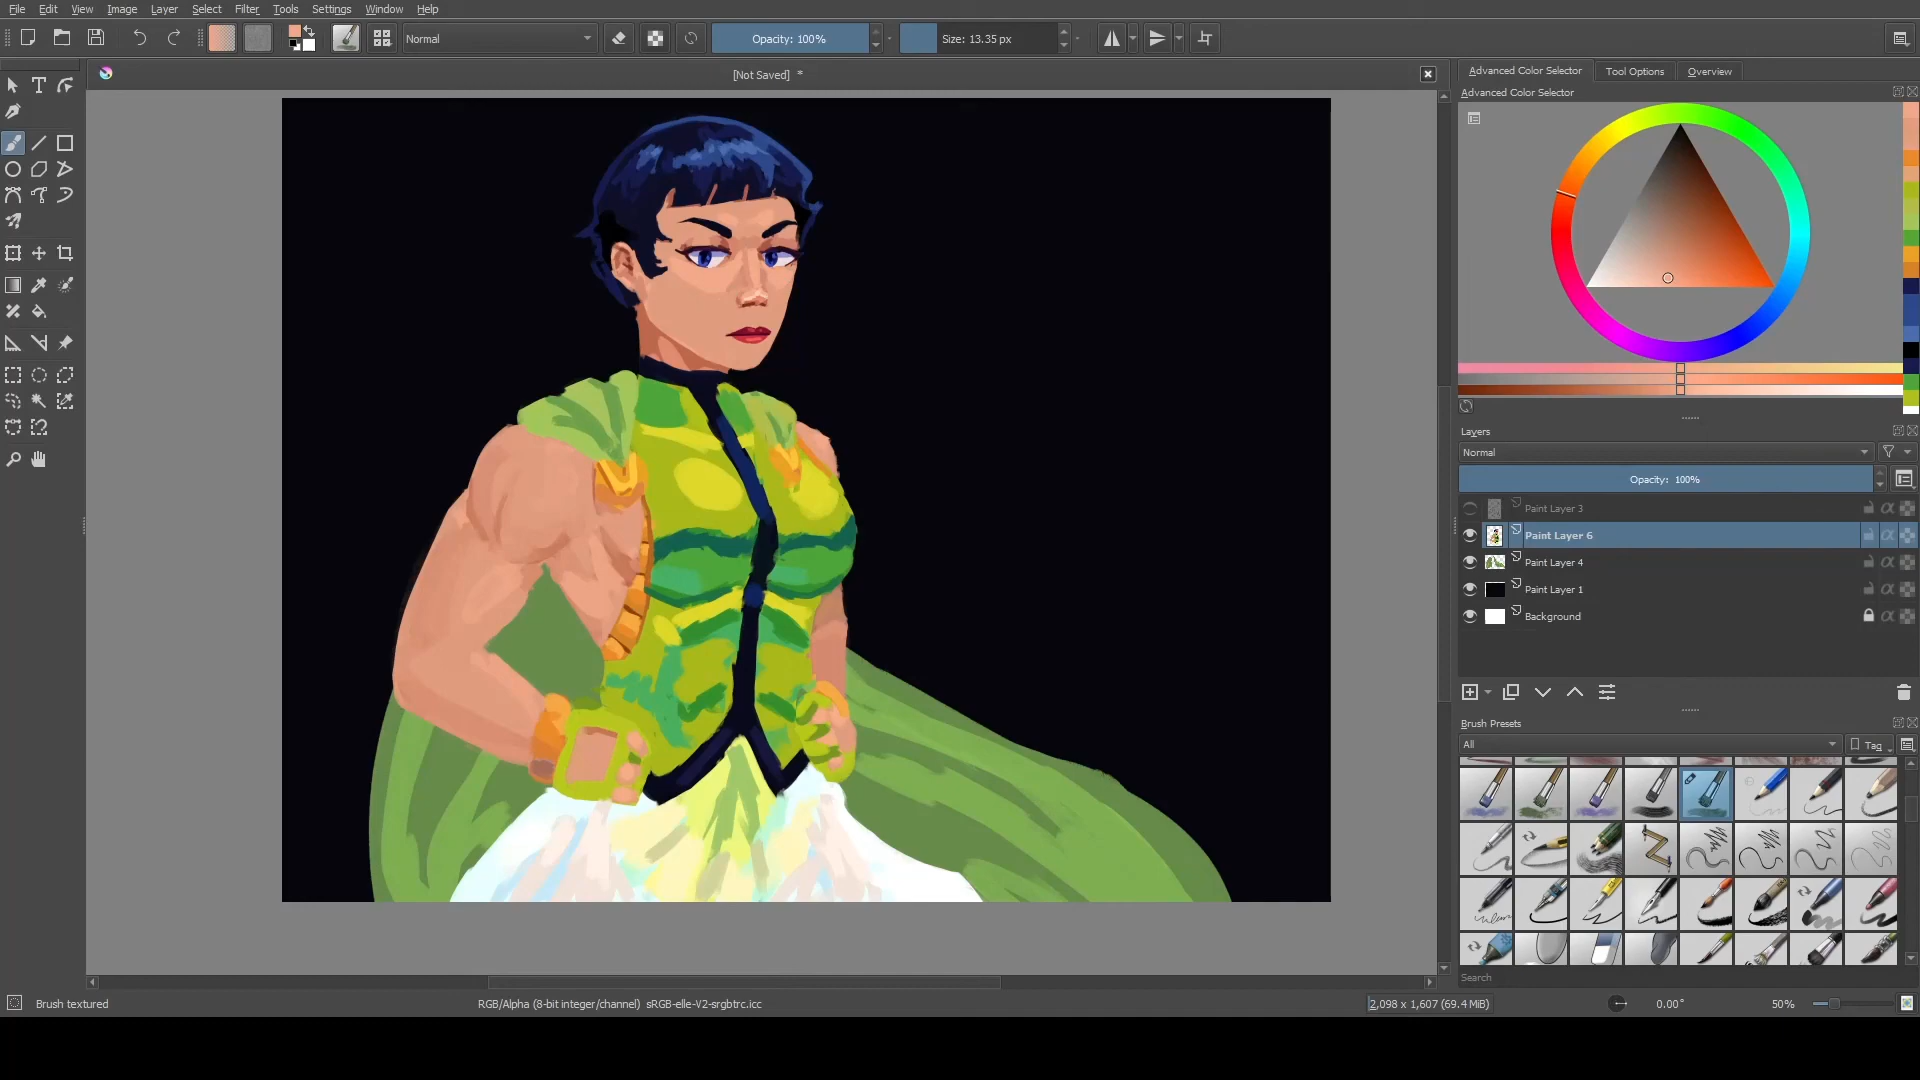 File Edit View Image Layer Select Filter Tools Settings Window Help
Normal
Opacity: 100%
Size: 13.35 px
[Not Saved] *
Advanced Color Selector
Tool Options
Overview
Advanced Color Selector
Layers
Normal
Opacity: 100%
Paint Layer 3
Paint Layer 6
Paint Layer 4
Paint Layer 1
Background
Brush Presets
All
Tag
Search
Brush textured
RGB/Alpha (8-bit integer/channel) sRGB-elle-V2-srgbtrc.icc
2,098 x 1,607 (69.4 MiB)
0.00°
50%